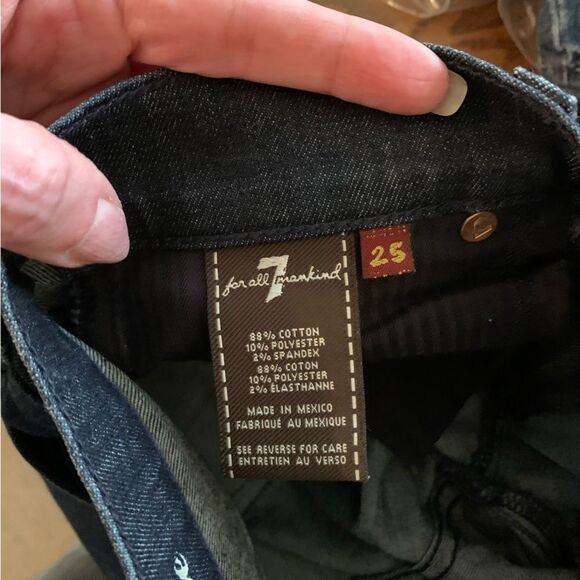 7
for all mankind
25
88% COTTON
10% POLYESTER
2% SPANDEX
88% COTON
10% POLYESTER
2% ÉLASTHANNE
MADE IN MEXICO
FABRIQUÉ AU MEXIQUE
SEE REVERSE FOR CARE
ENTRETIEN AU VERSO